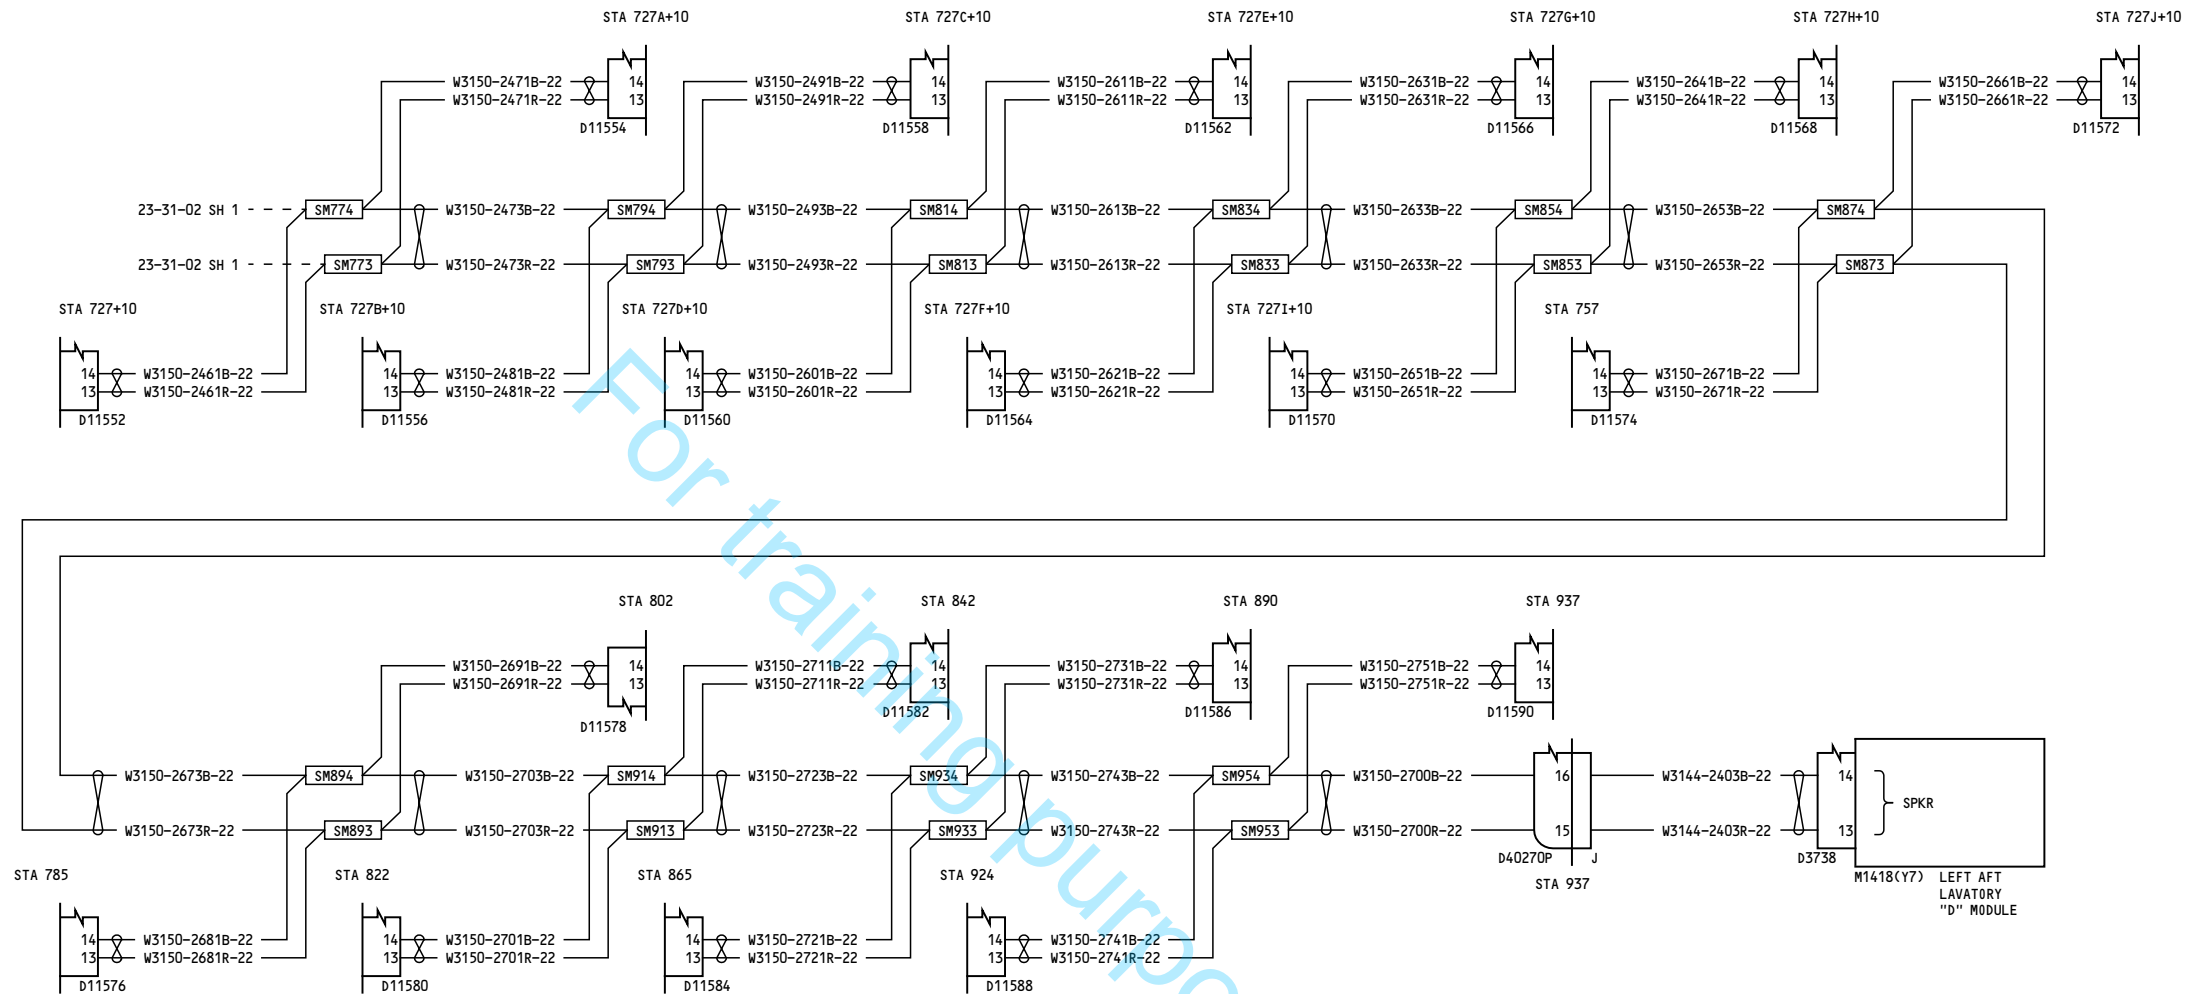 STA 727A+10 STA 727C+10 STA 727E+10 STA 727G+10 STA 727H+10 STA 727J+10
W3150-2471B-22 14 W3150-2491B-22 14 W3150-2611B-22 14 W3150-2631B-22 14 W3150-2641B-22 14 W3150-2661B-22 14
W3150-2471R-22 13 W3150-2491R-22 13 W3150-2611R-22 13 W3150-2631R-22 13 W3150-2641R-22 13 W3150-2661R-22 13
D11554 D11558 D11562 D11566 D11568 D11572
23-31-02 SH 1 SM774 W3150-2473B-22 SM794 W3150-2493B-22 SM814 W3150-2613B-22 SM834 W3150-2633B-22 SM854 W3150-2653B-22 SM874
23-31-02 SH 1 SM773 W3150-2473R-22 SM793 W3150-2493R-22 SM813 W3150-2613R-22 SM833 W3150-2633R-22 SM853 W3150-2653R-22 SM873
STA 727+10 STA 727B+10 STA 727D+10 STA 727F+10 STA 727I+10 STA 757
14 W3150-2461B-22 14 W3150-2481B-22 14 W3150-2601B-22 14 W3150-2621B-22 14 W3150-2651B-22 14 W3150-2671B-22
13 W3150-2461R-22 13 W3150-2481R-22 13 W3150-2601R-22 13 W3150-2621R-22 13 W3150-2651R-22 13 W3150-2671R-22
D11552 D11556 D11560 D11564 D11570 D11574
For training purpo
STA 802 STA 842 STA 890 STA 937
W3150-2691B-22 14 W3150-2711B-22 14 W3150-2731B-22 14 W3150-2751B-22 14
W3150-2691R-22 13 W3150-2711R-22 13 W3150-2731R-22 13 W3150-2751R-22 13
D11578 D11582 D11586 D11590
W3150-2673B-22 SM894 W3150-2703B-22 SM914 W3150-2723B-22 SM934 W3150-2743B-22 SM954 W3150-2700B-22 16 W3144-2403B-22 14
SPKR
W3150-2673R-22 SM893 W3150-2703R-22 SM913 W3150-2723R-22 SM933 W3150-2743R-22 SM953 W3150-2700R-22 15 W3144-2403R-22 13
D40270P J D3738
STA 785 STA 822 STA 865 STA 924 STA 937 M1418(Y7) LEFT AFT
LAVATORY
"D" MODULE
14 W3150-2681B-22 14 W3150-2701B-22 14 W3150-2721B-22 14 W3150-2741B-22
13 W3150-2681R-22 13 W3150-2701R-22 13 W3150-2721R-22 13 W3150-2741R-22
D11576 D11580 D11584 D11588